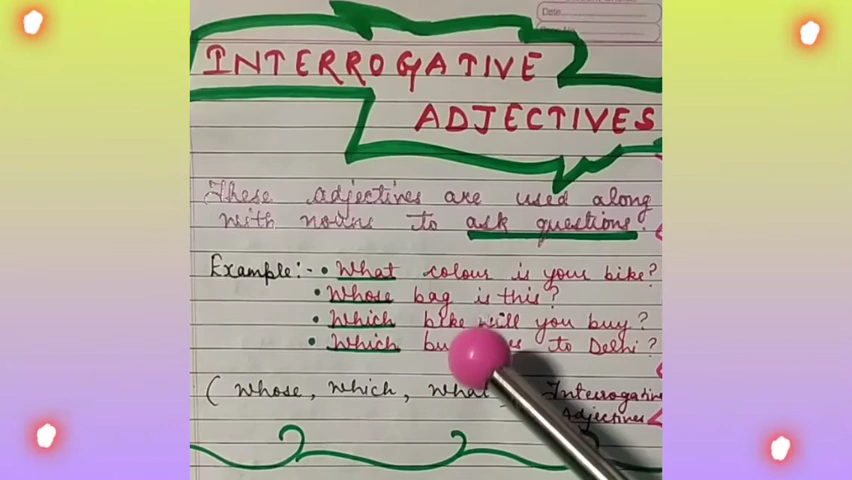 Date
INTERROGATIVE
ADJECTIVES
These adjectives are used along
with nouns to ask questions.
Example:- • What colour is your bike?
• Whose bag is this?
• Which bike will you buy?
• Which to Delhi?
( Whose, which, what Interrogative
Adjectives